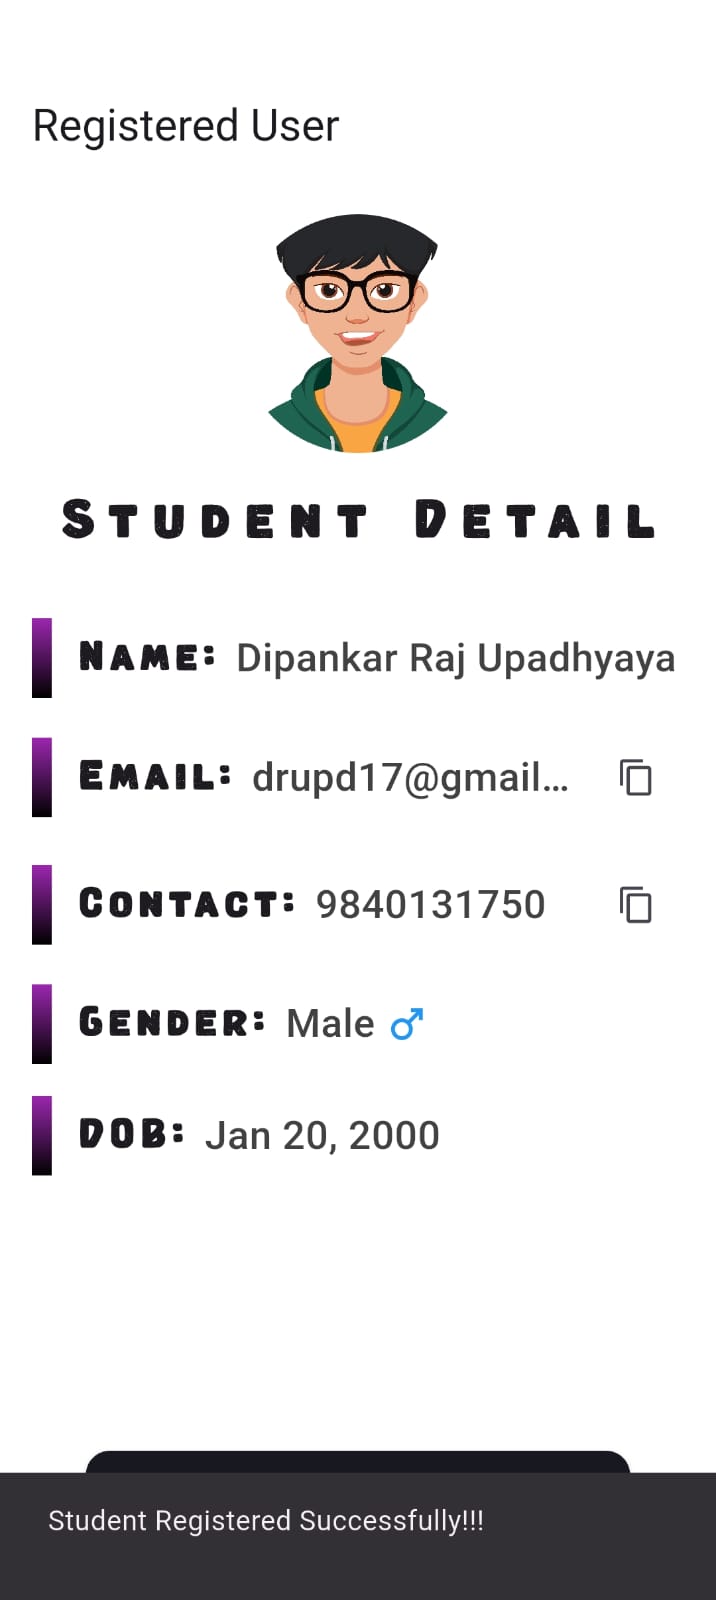 Registered User
Student Detail
Name: Dipankar Raj Upadhyaya
Email: drupd17@gmail...
Contact: 9840131750
Gender: Male ♂
DOB: Jan 20, 2000
Student Registered Successfully!!!